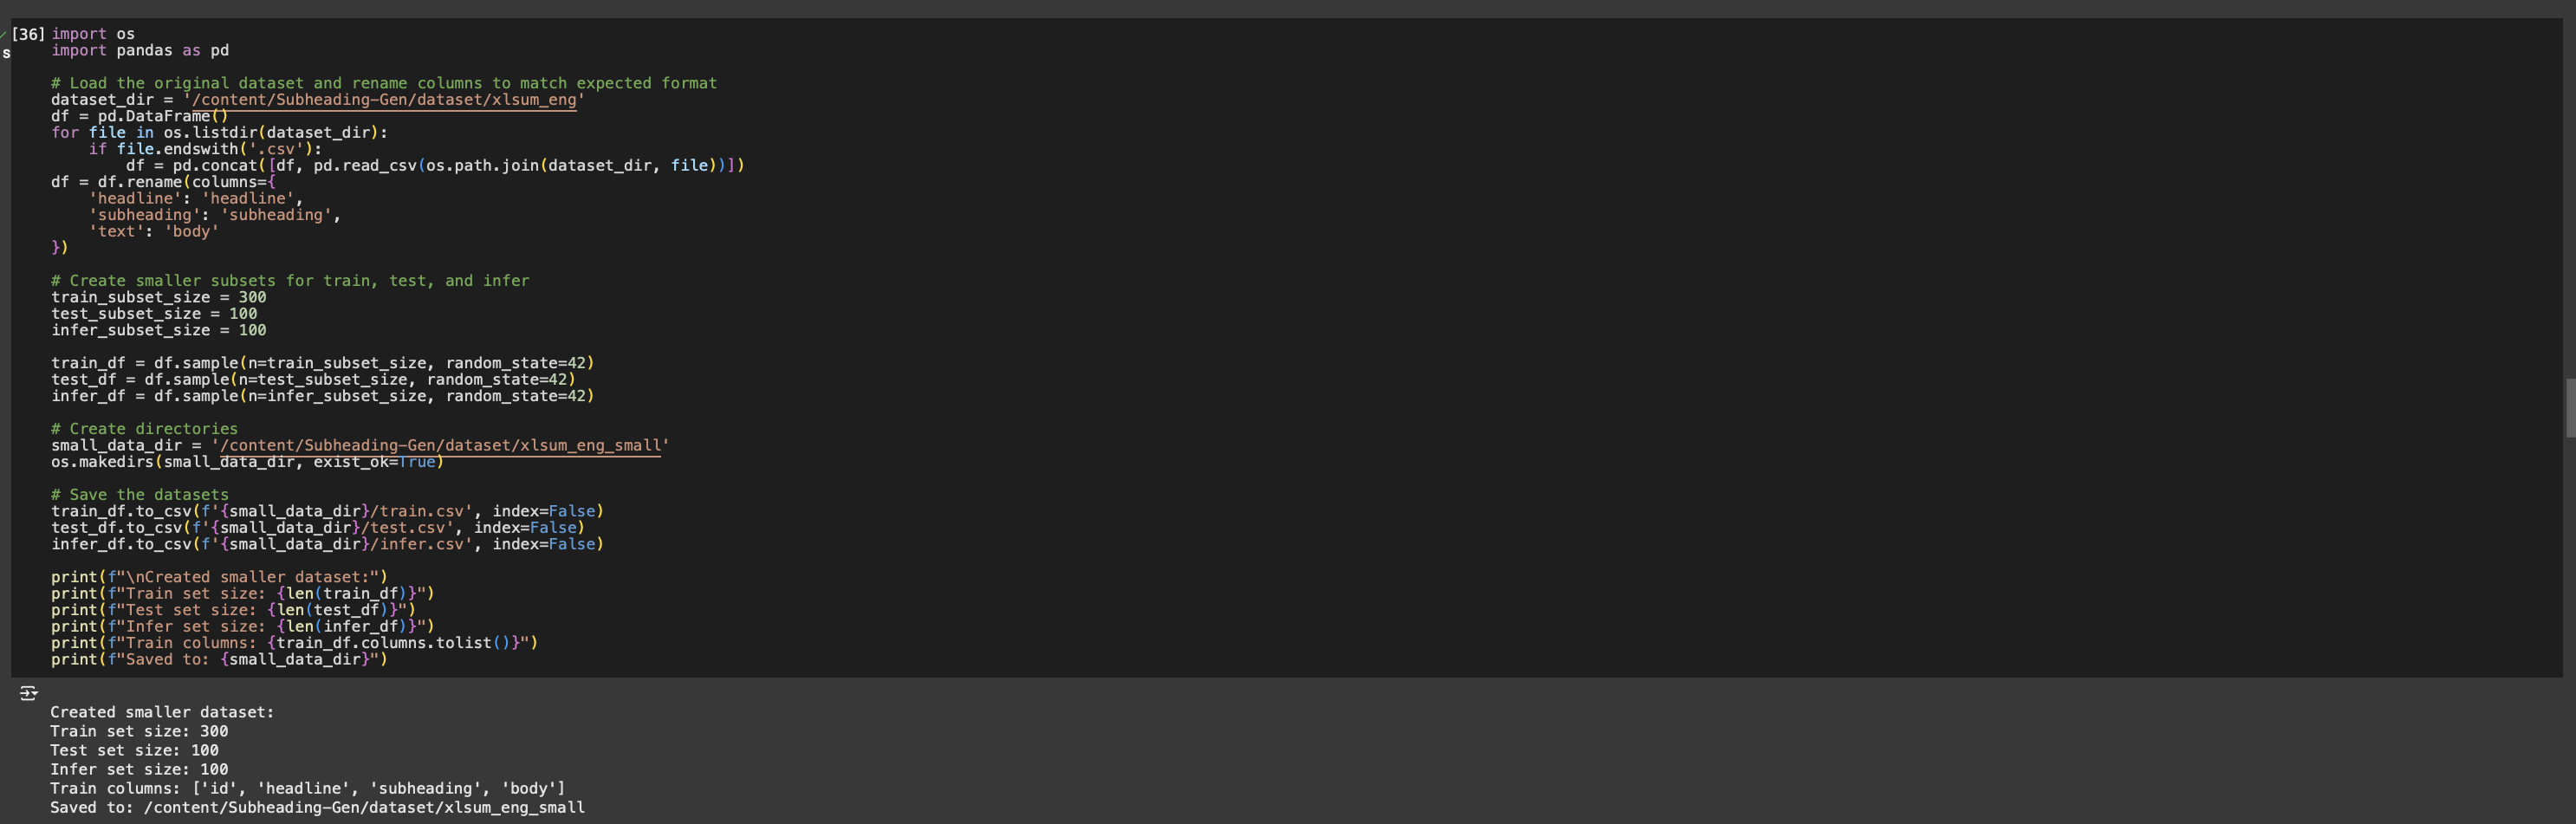 [36] import os
s
import pandas as pd
# Load the original dataset and rename columns to match expected format
dataset_dir = '/content/Subheading-Gen/dataset/xlsum_eng'
df = pd.DataFrame()
for file in os.listdir(dataset_dir):
    if file.endswith('.csv'):
        df = pd.concat([df, pd.read_csv(os.path.join(dataset_dir, file))])
df = df.rename(columns={
    'headline': 'headline',
    'subheading': 'subheading',
    'text': 'body'
})
# Create smaller subsets for train, test, and infer
train_subset_size = 300
test_subset_size = 100
infer_subset_size = 100
train_df = df.sample(n=train_subset_size, random_state=42)
test_df = df.sample(n=test_subset_size, random_state=42)
infer_df = df.sample(n=infer_subset_size, random_state=42)
# Create directories
small_data_dir = '/content/Subheading-Gen/dataset/xlsum_eng_small'
os.makedirs(small_data_dir, exist_ok=True)
# Save the datasets
train_df.to_csv(f'{small_data_dir}/train.csv', index=False)
test_df.to_csv(f'{small_data_dir}/test.csv', index=False)
infer_df.to_csv(f'{small_data_dir}/infer.csv', index=False)
print(f"\nCreated smaller dataset:")
print(f"Train set size: {len(train_df)}")
print(f"Test set size: {len(test_df)}")
print(f"Infer set size: {len(infer_df)}")
print(f"Train columns: {train_df.columns.tolist()}")
print(f"Saved to: {small_data_dir}")
Created smaller dataset:
Train set size: 300
Test set size: 100
Infer set size: 100
Train columns: ['id', 'headline', 'subheading', 'body']
Saved to: /content/Subheading-Gen/dataset/xlsum_eng_small